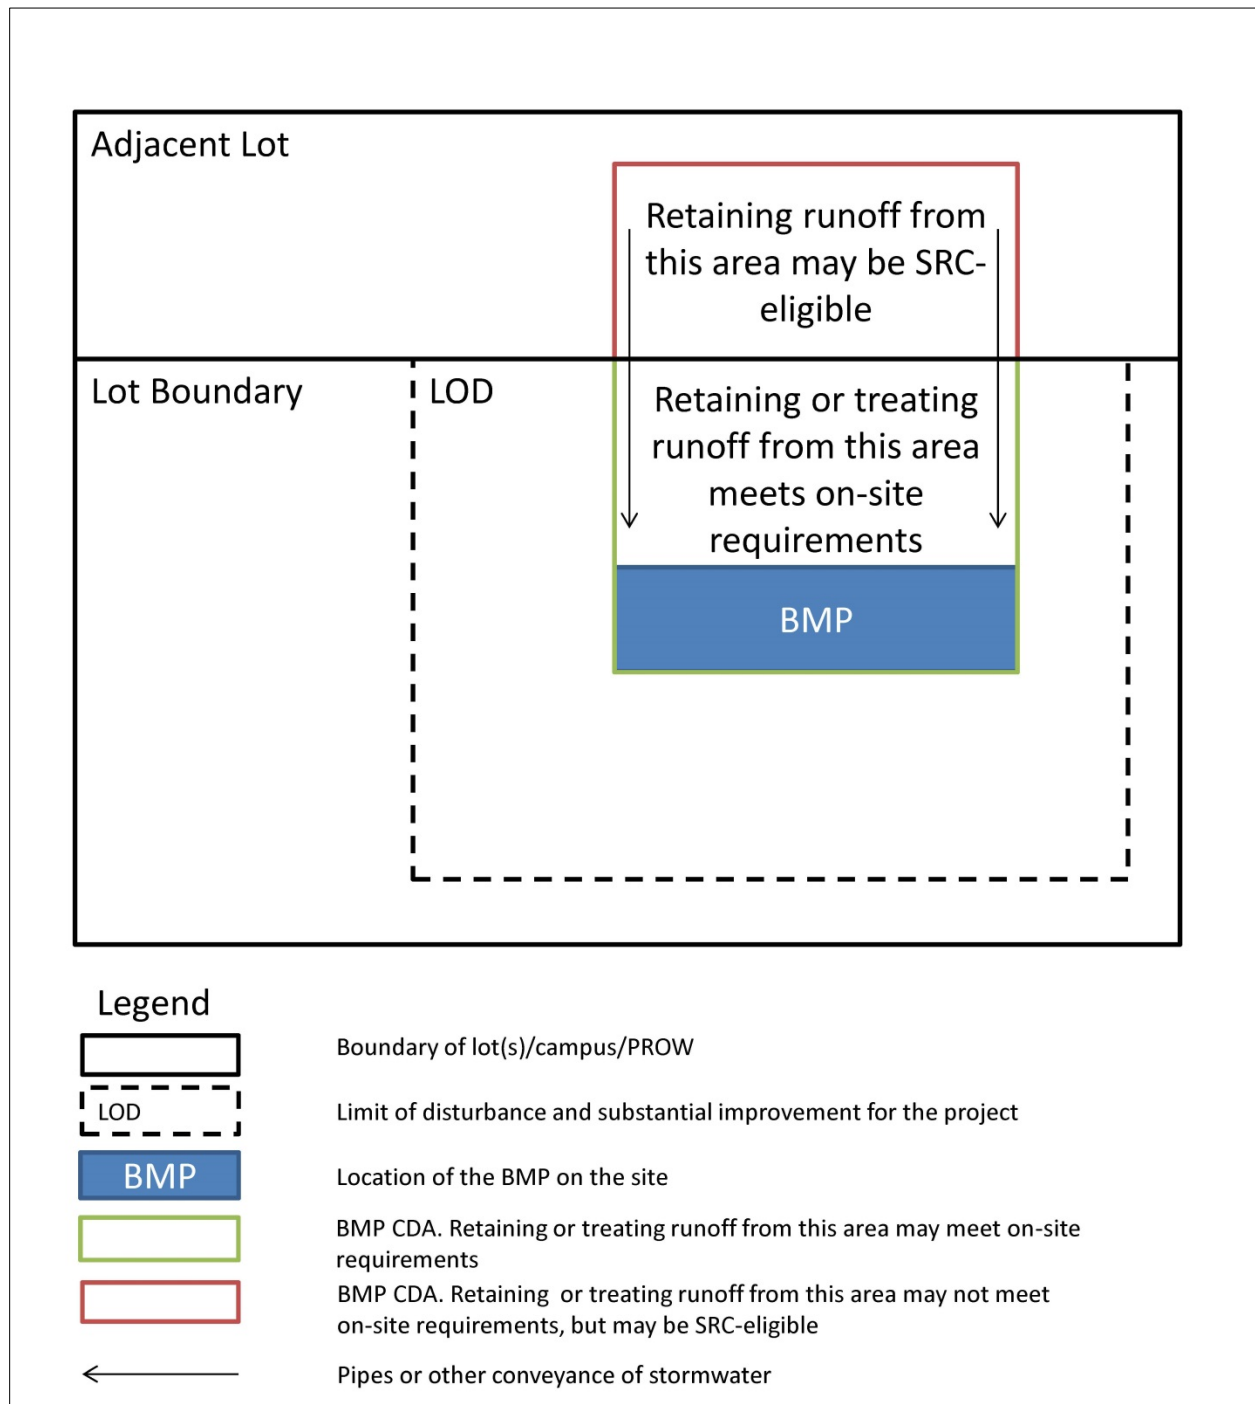 Adjacent Lot
Retaining runoff from
this area may be SRC-
eligible
Lot Boundary
LOD
Retaining or treating
runoff from this area
meets on-site
requirements
BMP
Legend
Boundary of lot(s)/campus/PROW
LOD
Limit of disturbance and substantial improvement for the project
BMP
Location of the BMP on the site
BMP CDA. Retaining or treating runoff from this area may meet on-site
requirements
BMP CDA. Retaining  or treating runoff from this area may not meet
on-site requirements, but may be SRC-eligible
Pipes or other conveyance of stormwater